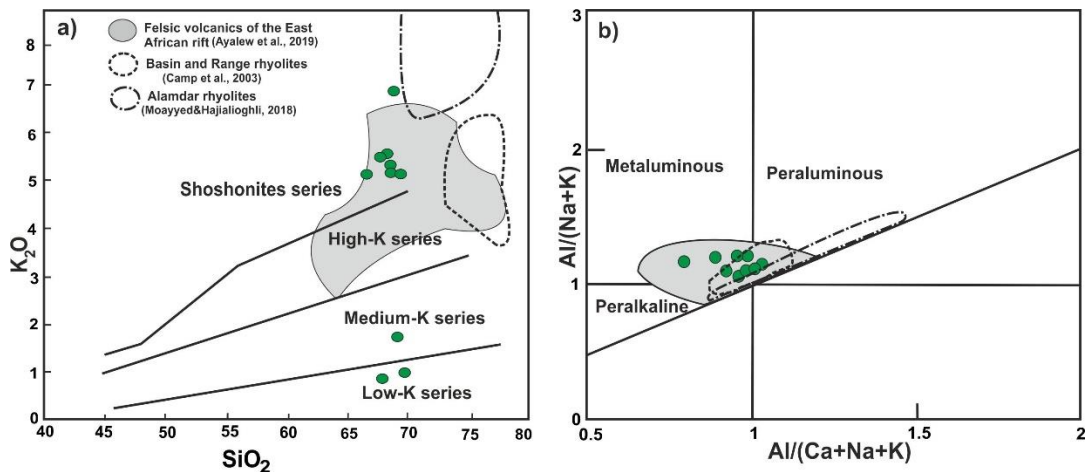 a)
Felsic volcanics of the East
African rift (Ayalew et al., 2019)
Basin and Range rhyolites
(Camp et al., 2003)
Alamdar rhyolites
(Moayyed&Hajialioghli, 2018)
Shoshonites series
High-K series
Medium-K series
Low-K series
K2O
8
7
6
5
4
3
2
1
0
40 45 50 55 60 65 70 75 80
SiO2
b)
Metaluminous
Peraluminous
Peralkaline
Al/(Na+K)
3
2
1
0
0.5 1 1.5 2
Al/(Ca+Na+K)